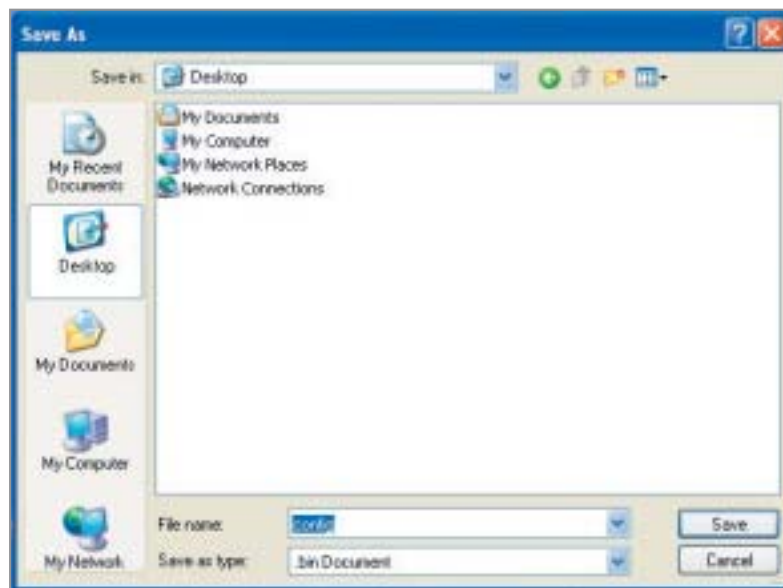 Save As
Save in:
Desktop
My Recent
Documents
Desktop
My Documents
My Computer
My Network
My Documents
My Computer
My Network Places
Network Connections
File name:
config
Save
Save as type:
.bin Document
Cancel